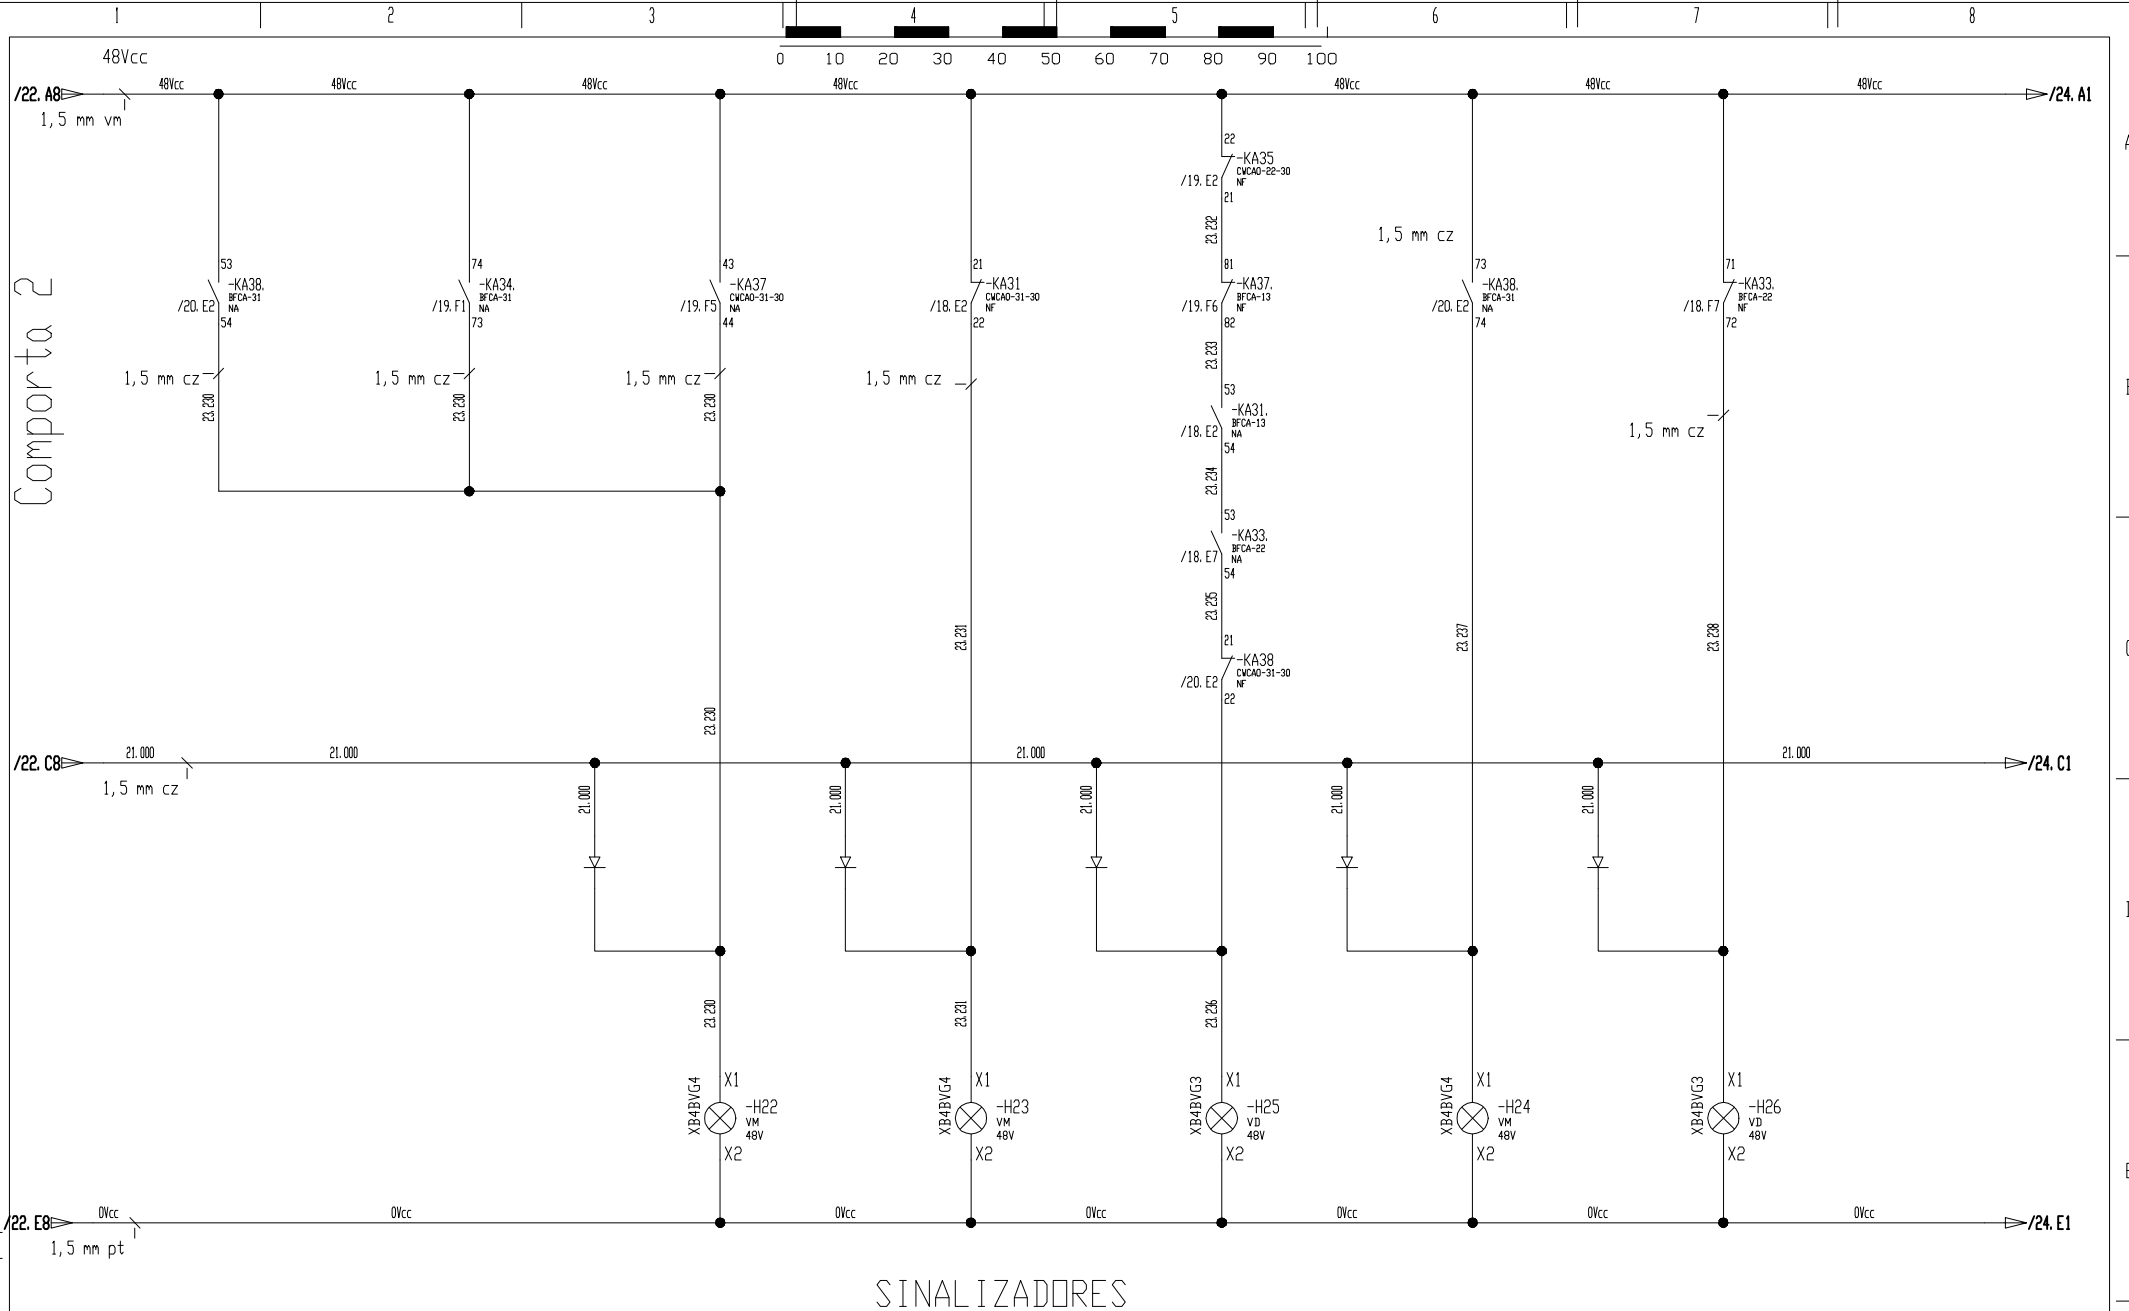 1 2 3 4 5 6 7 8
48Vcc
0 10 20 30 40 50 60 70 80 90 100
/22. A8 48Vcc 48Vcc 48Vcc 48Vcc 48Vcc 48Vcc 48Vcc /24. A1
1,5 mm vm
Comporta 2
53
-KA38.
BFCA-31
/20. E2 NA
54
1,5 mm cz
23.230
74
-KA34.
BFCA-31
/19. F1 NA
73
1,5 mm cz
23.230
43
-KA37
CWCA0-31-30
/19. F5 NA
44
1,5 mm cz
23.230
23.230
21
-KA31
CWCA0-31-30
/18. E2 NF
22
1,5 mm cz
23.231
22
-KA35
CWCA0-22-30
/19. E2 NF
21
23.232
81
-KA37.
BFCA-13
/19. F6 NF
82
23.233
53
-KA31.
BFCA-13
/18. E2 NA
54
23.234
53
-KA33.
BFCA-22
/18. E7 NA
54
23.235
21
-KA38
CWCA0-31-30
/20. E2 NF
22
1,5 mm cz
73
-KA38.
BFCA-31
/20. E2 NA
74
23.237
71
-KA33.
BFCA-22
/18. F7 NF
72
1,5 mm cz
23.238
/22. C8 21.000 21.000 21.000 21.000 /24. C1
1,5 mm cz
21.000 21.000 21.000 21.000 21.000
23.230 23.231 23.236
XB4BVG4
X1
-H22
VM
48V
X2
XB4BVG4
X1
-H23
VM
48V
X2
XB4BVG3
X1
-H25
VD
48V
X2
XB4BVG4
X1
-H24
VM
48V
X2
XB4BVG3
X1
-H26
VD
48V
X2
/22. E8 0Vcc 0Vcc 0Vcc 0Vcc 0Vcc 0Vcc 0Vcc /24. E1
1,5 mm pt
SINALIZADORES